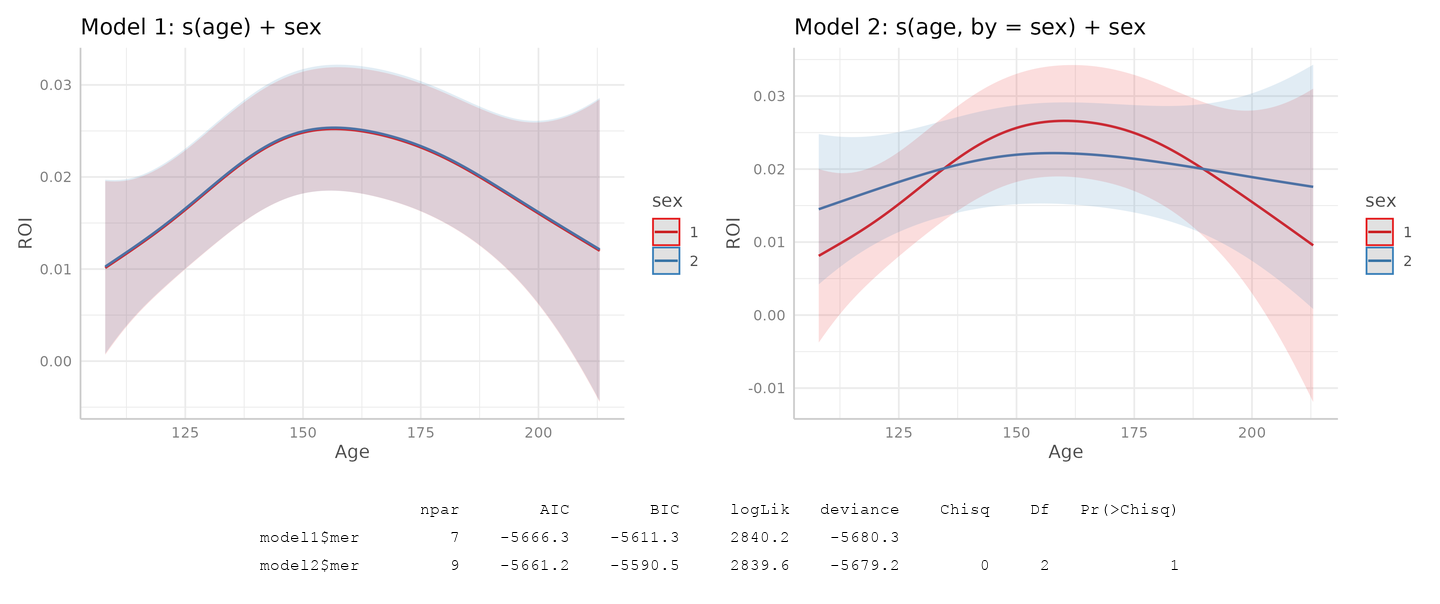 Model 1: s(age) + sex
0.03
0.02
0.01
0.00
ROI
125 150 175 200
Age
sex
1
2
Model 2: s(age, by = sex) + sex
0.03
0.02
0.01
0.00
-0.01
ROI
125 150 175 200
Age
sex
1
2
npar AIC BIC logLik deviance Chisq Df Pr(>Chisq)
model1$mer 7 -5666.3 -5611.3 2840.2 -5680.3
model2$mer 9 -5661.2 -5590.5 2839.6 -5679.2 0 2 1